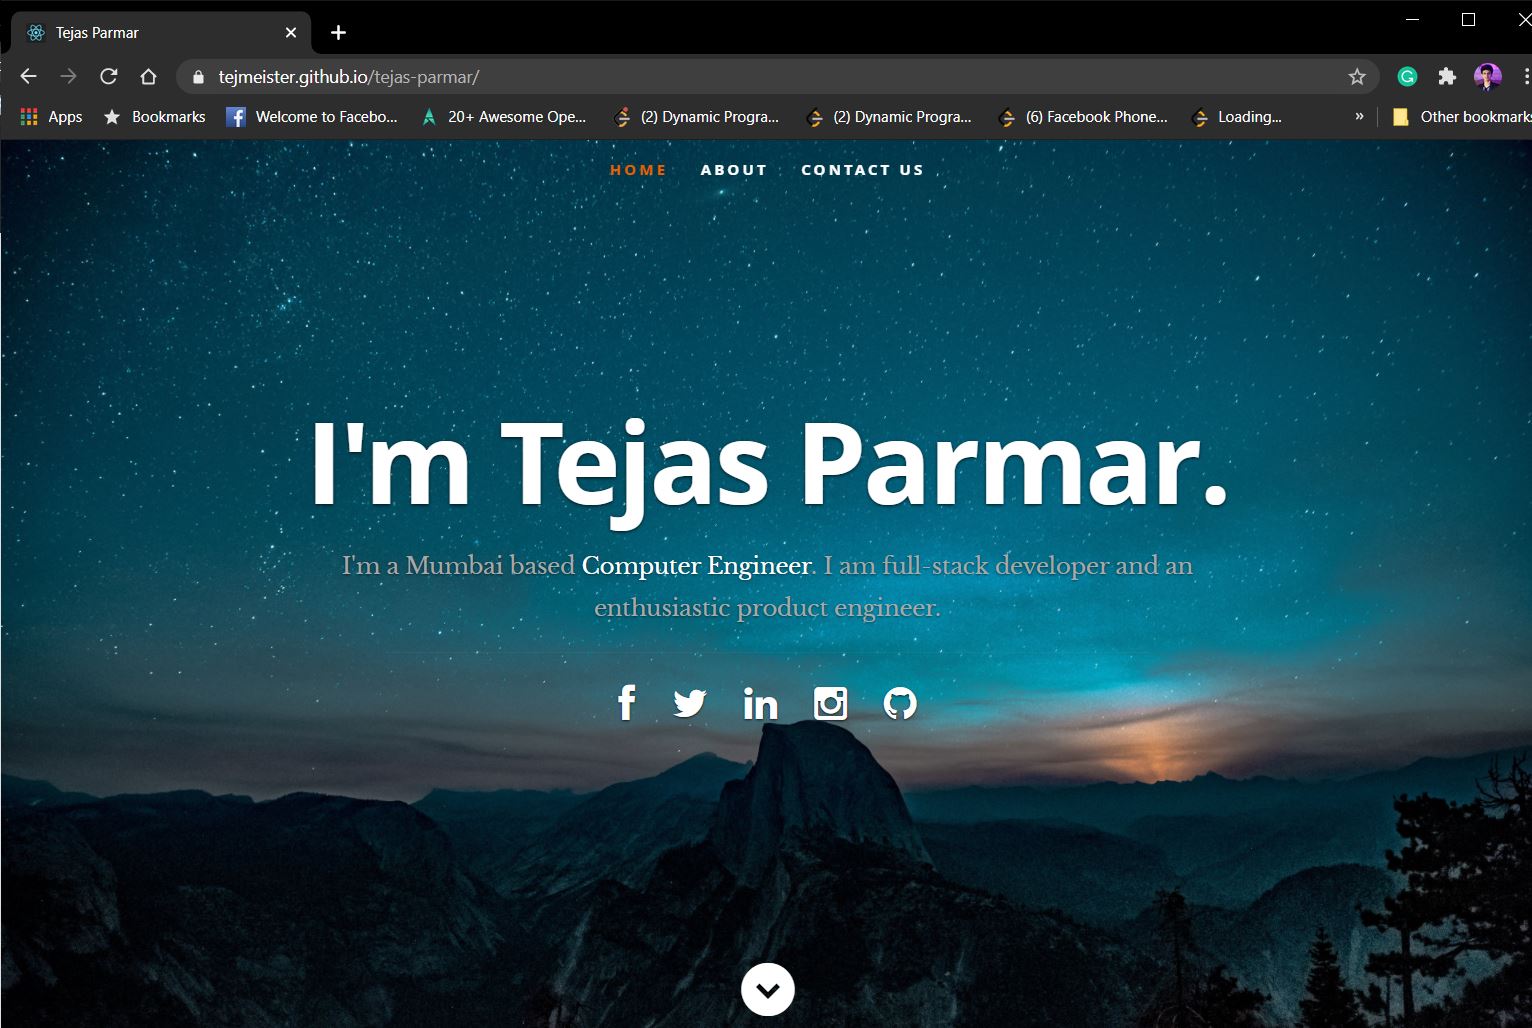 Tejas Parmar
tejmeister.github.io/tejas-parmar/
Apps Bookmarks Welcome to Facebo... 20+ Awesome Ope... (2) Dynamic Progra... (2) Dynamic Progra... (6) Facebook Phone... Loading... » Other bookmarks
HOME ABOUT CONTACT US
I'm Tejas Parmar.
I'm a Mumbai based Computer Engineer. I am full-stack developer and an
enthusiastic product engineer.